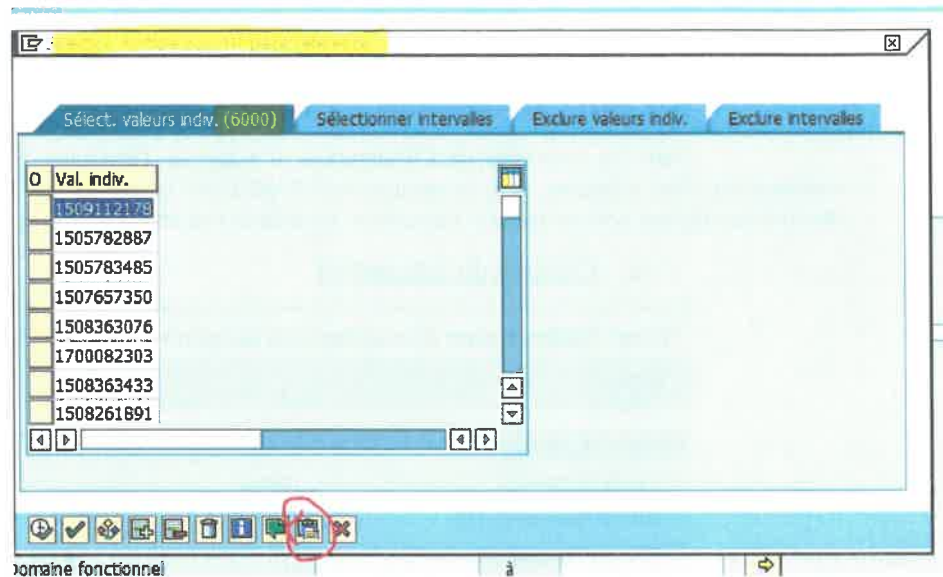 Sélect. valeurs indiv. (6000) Sélectionner intervalles Exclure valeurs indiv. Exclure intervalles
O Val. indiv.
1509112178
1505782887
1505783485
1507657350
1508363076
1700082303
1508363433
1508261891
omaine fonctionnel à